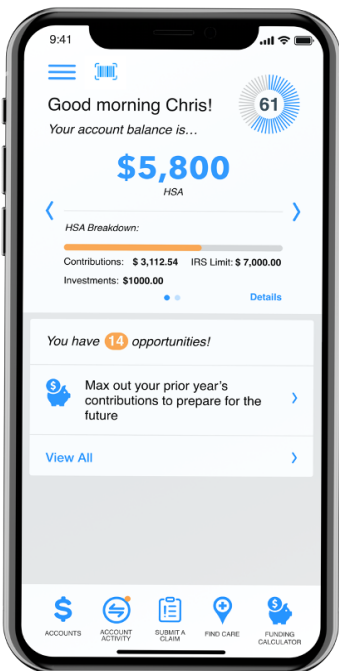 9:41
Good morning Chris!
61
Your account balance is...
$5,800
HSA
HSA Breakdown:
Contributions: $ 3,112.54 IRS Limit: $ 7,000.00
Investments: $1000.00
Details
You have 14 opportunities!
Max out your prior year's
contributions to prepare for the
future
View All
ACCOUNTS
ACCOUNT
ACTIVITY
SUBMIT A
CLAIM
FIND CARE
FUNDING
CALCULATOR